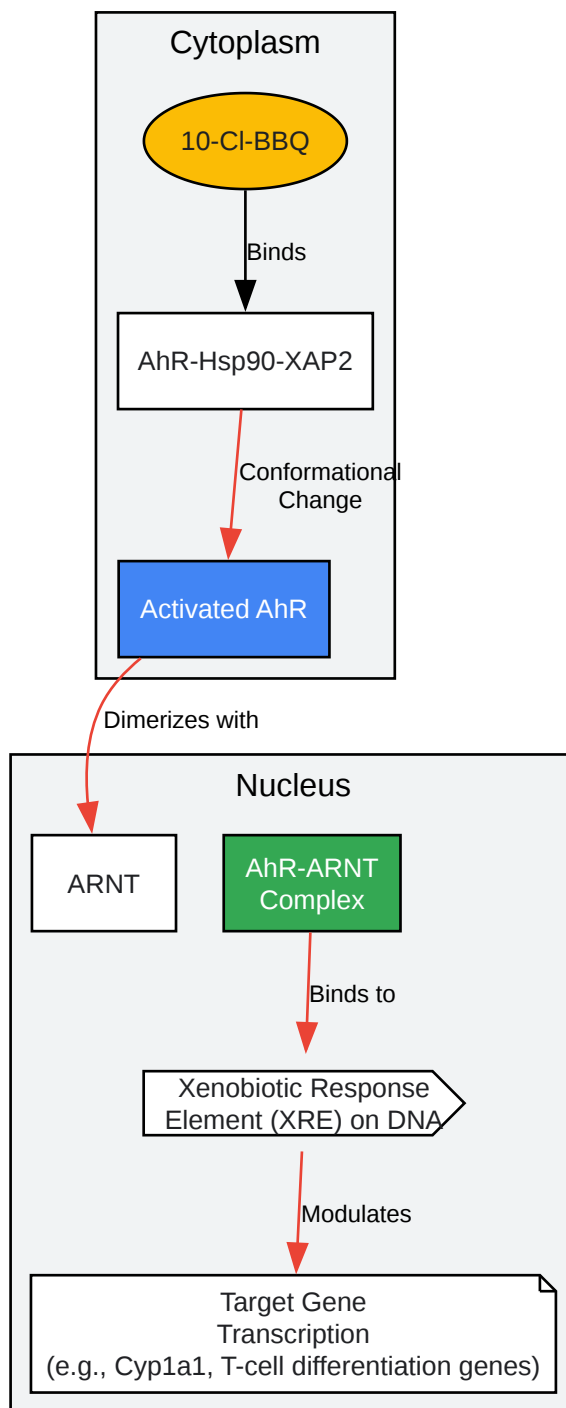 Cytoplasm
10-Cl-BBQ
Binds
AhR-Hsp90-XAP2
Conformational
Change
Activated AhR
Dimerizes with
Nucleus
ARNT
AhR-ARNT
Complex
Binds to
Xenobiotic Response
Element (XRE) on DNA
Modulates
Target Gene
Transcription
(e.g., Cyp1a1, T-cell differentiation genes)